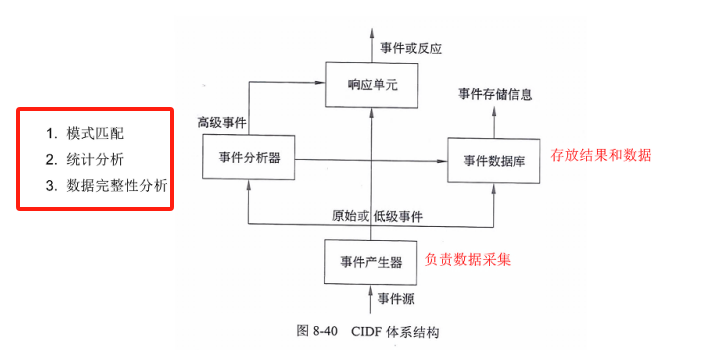 事件或反应
响应单元
事件存储信息
高级事件
1. 模式匹配
2. 统计分析
3. 数据完整性分析
事件分析器
事件数据库
存放结果和数据
原始或低级事件
事件产生器
负责数据采集
事件源
图 8-40 CIDF 体系结构